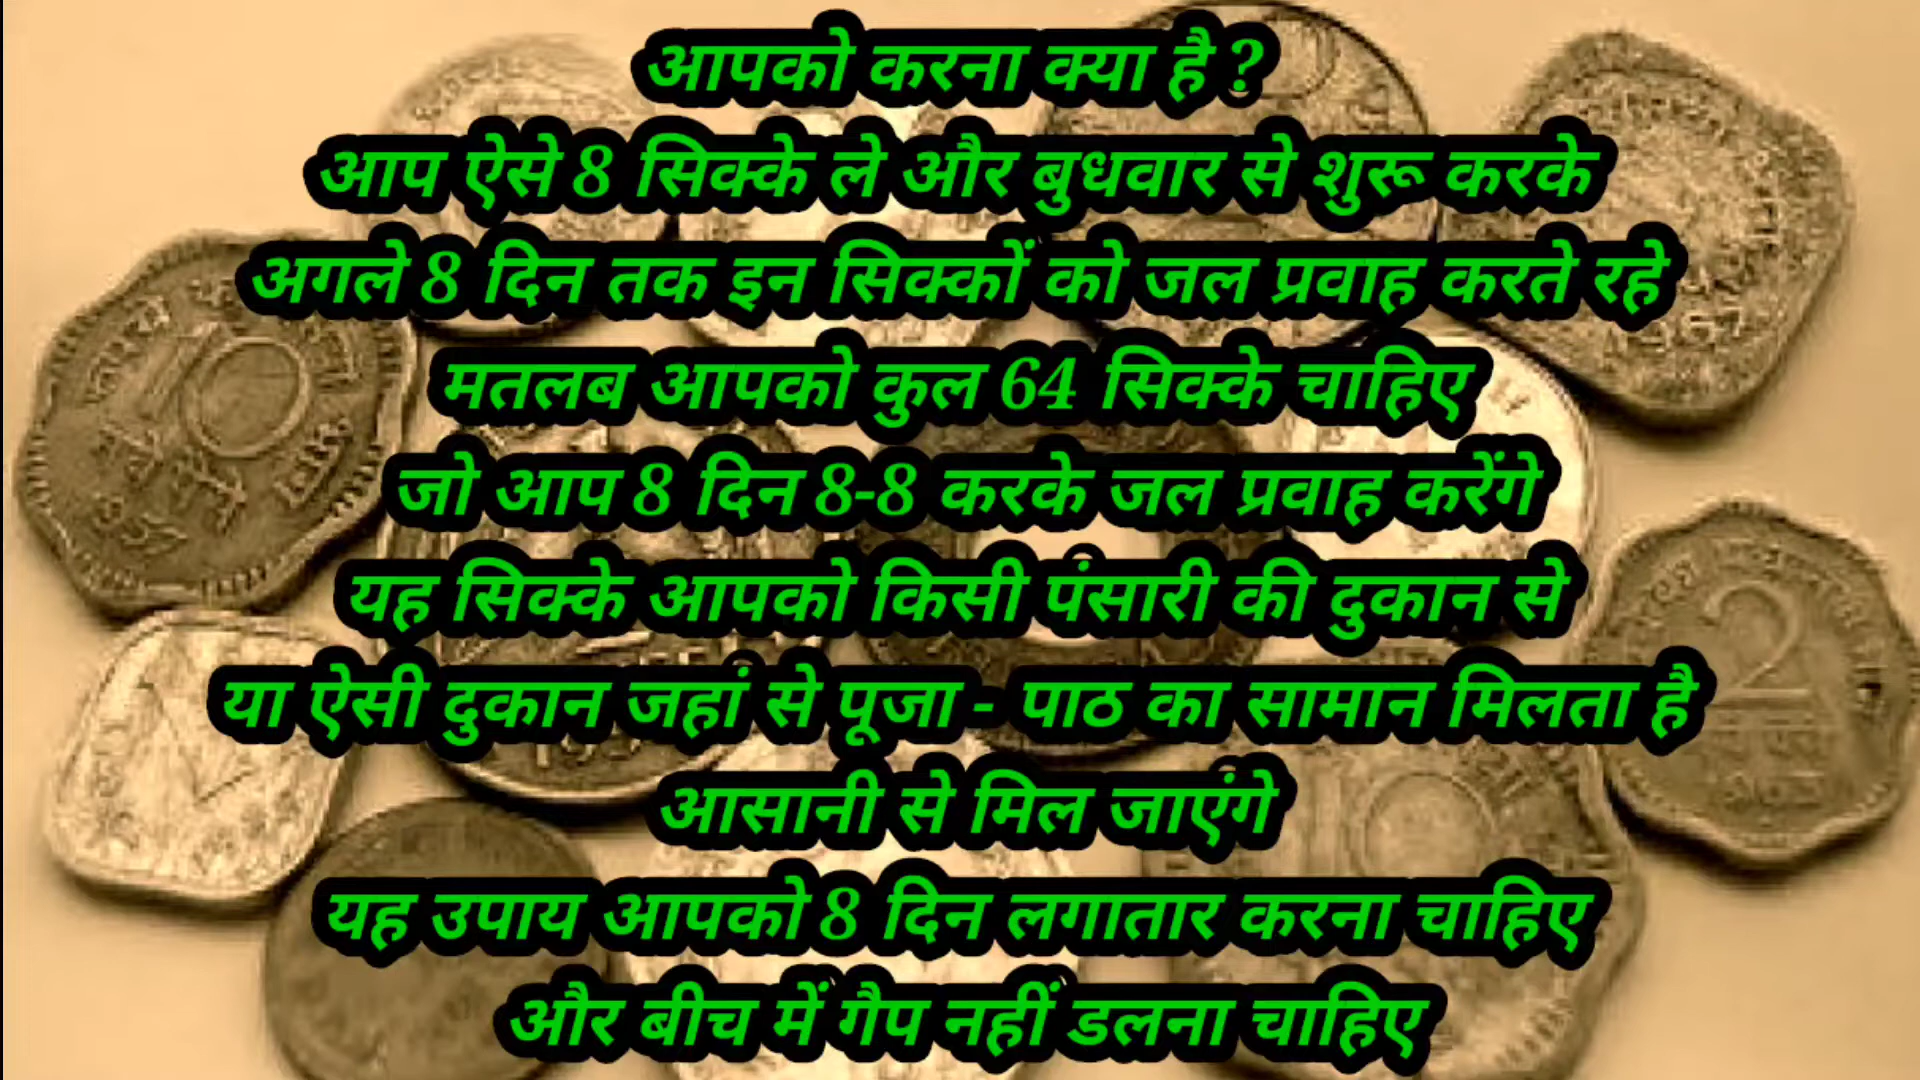 आपको करना क्या है ?
आप ऐसे 8 सिक्के ले और बुधवार से शुरू करके
अगले 8 दिन तक इन सिक्कों को जल प्रवाह करते रहे
मतलब आपको कुल 64 सिक्के चाहिए
जो आप 8 दिन 8-8 करके जल प्रवाह करेंगे
यह सिक्के आपको किसी पंसारी की दुकान से
या ऐसी दुकान जहां से पूजा - पाठ का सामान मिलता है
आसानी से मिल जाएंगे
यह उपाय आपको 8 दिन लगातार करना चाहिए
और बीच में गैप नहीं डलना चाहिए